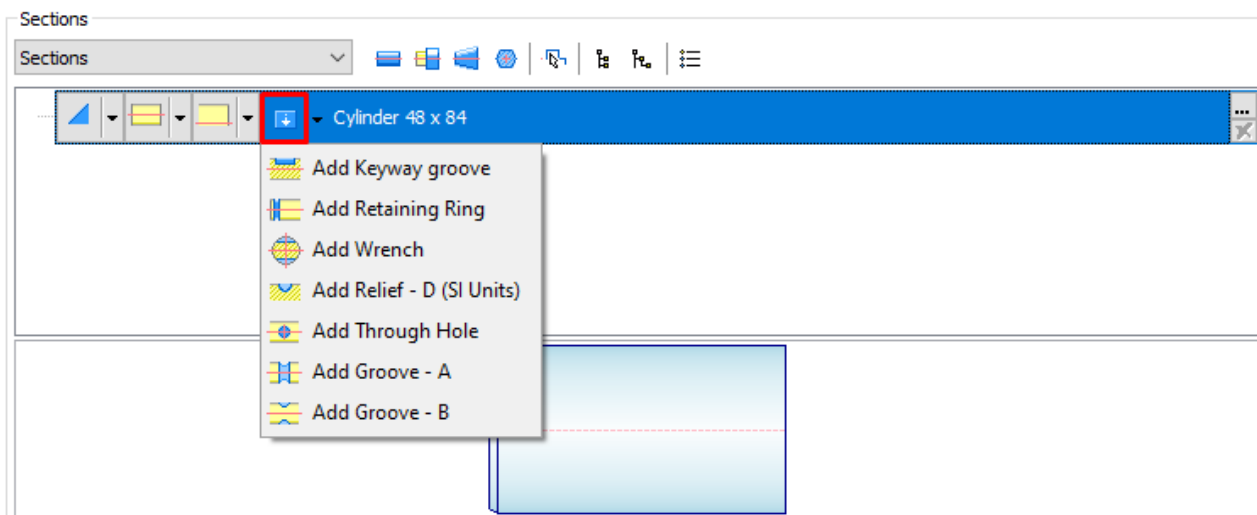 Sections
Sections
Cylinder 48 x 84
...
Add Keyway groove
Add Retaining Ring
Add Wrench
Add Relief - D (SI Units)
Add Through Hole
Add Groove - A
Add Groove - B